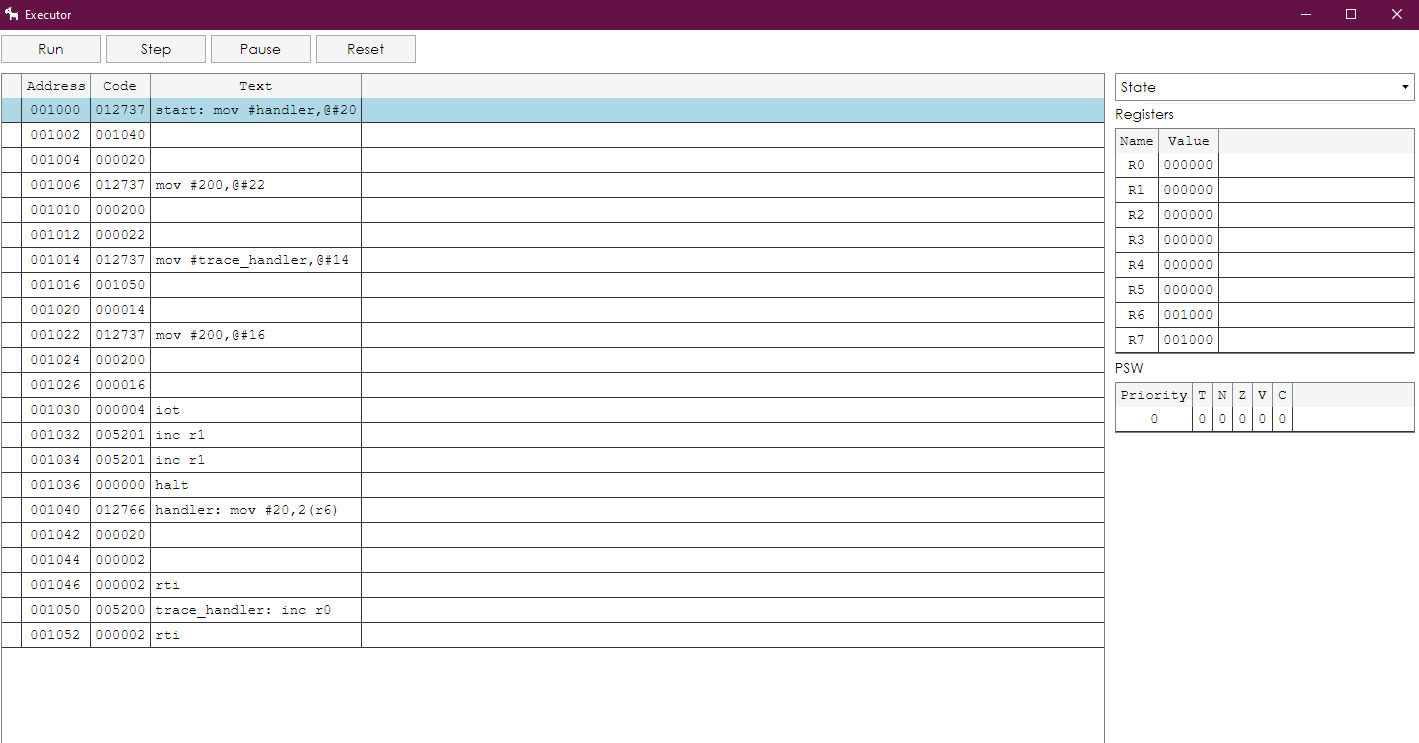 Executor
Run Step Pause Reset
Address Code Text
001000 012737 start: mov #handler,@#20
001002 001040
001004 000020
001006 012737 mov #200,@#22
001010 000200
001012 000022
001014 012737 mov #trace_handler,@#14
001016 001050
001020 000014
001022 012737 mov #200,@#16
001024 000200
001026 000016
001030 000004 iot
001032 005201 inc r1
001034 005201 inc r1
001036 000000 halt
001040 012766 handler: mov #20,2(r6)
001042 000020
001044 000002
001046 000002 rti
001050 005200 trace_handler: inc r0
001052 000002 rti
State
Registers
Name Value
R0 000000
R1 000000
R2 000000
R3 000000
R4 000000
R5 000000
R6 001000
R7 001000
PSW
Priority T N Z V C
0 0 0 0 0 0